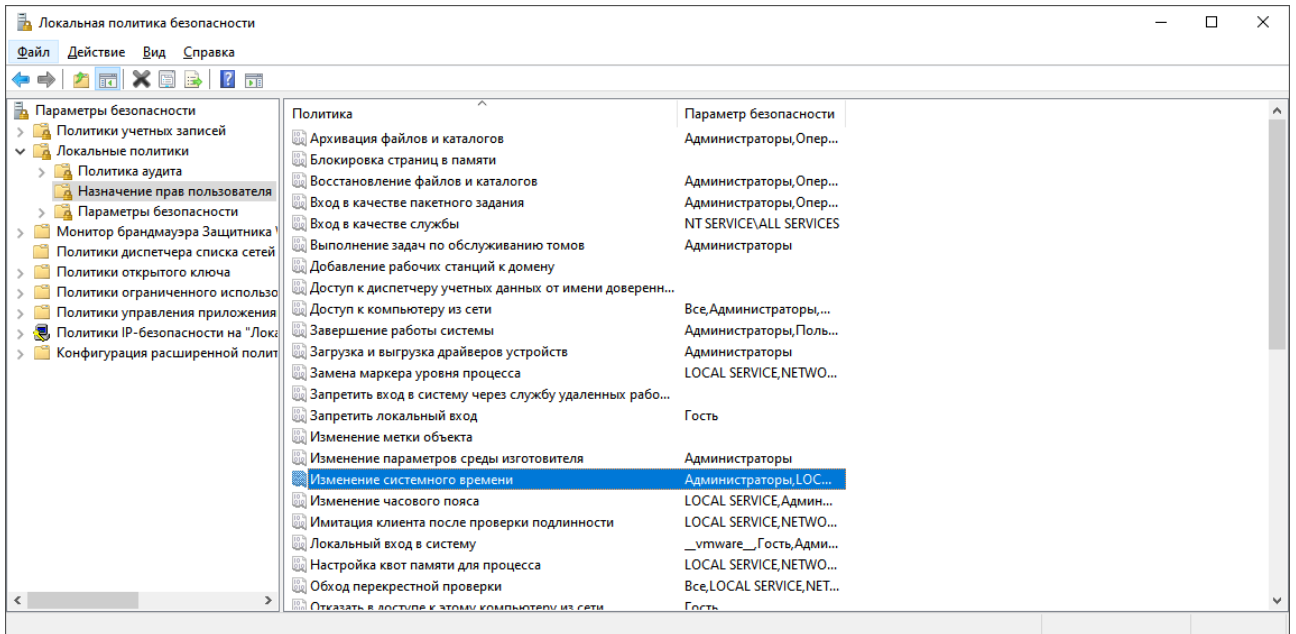 Локальная политика безопасности
Файл Действие Вид Справка
Параметры безопасности
Политики учетных записей
Локальные политики
Политика аудита
Назначение прав пользователя
Параметры безопасности
Монитор брандмауэра Защитника
Политики диспетчера списка сетей
Политики открытого ключа
Политики ограниченного использо
Политики управления приложения
Политики IP-безопасности на "Лока
Конфигурация расширенной полит
Политика Параметр безопасности
Архивация файлов и каталогов Администраторы,Опер...
Блокировка страниц в памяти
Восстановление файлов и каталогов Администраторы,Опер...
Вход в качестве пакетного задания Администраторы,Опер...
Вход в качестве службы NT SERVICE\ALL SERVICES
Выполнение задач по обслуживанию томов Администраторы
Добавление рабочих станций к домену
Доступ к диспетчеру учетных данных от имени доверенн...
Доступ к компьютеру из сети Все,Администраторы,...
Завершение работы системы Администраторы,Поль...
Загрузка и выгрузка драйверов устройств Администраторы
Замена маркера уровня процесса LOCAL SERVICE,NETWO...
Запретить вход в систему через службу удаленных рабо...
Запретить локальный вход Гость
Изменение метки объекта
Изменение параметров среды изготовителя Администраторы
Изменение системного времени Администраторы,LOC...
Изменение часового пояса LOCAL SERVICE,Админ...
Имитация клиента после проверки подлинности LOCAL SERVICE,NETWO...
Локальный вход в систему __vmware__,Гость,Адми...
Настройка квот памяти для процесса LOCAL SERVICE,NETWO...
Обход перекрестной проверки Все,LOCAL SERVICE,NET...
Отказать в доступе к этому компьютеру из сети Гость